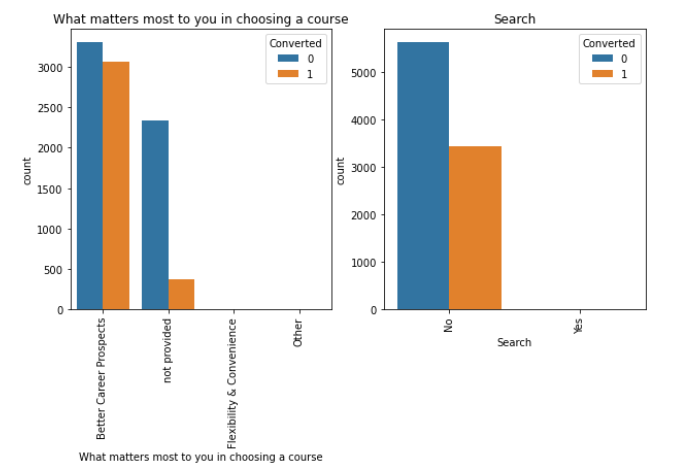 What matters most to you in choosing a course
Converted
0
1
3000
2500
2000
1500
1000
500
0
count
Better Career Prospects
not provided
Flexibility & Convenience
Other
What matters most to you in choosing a course
Search
Converted
0
1
5000
4000
3000
2000
1000
0
count
No
Yes
Search